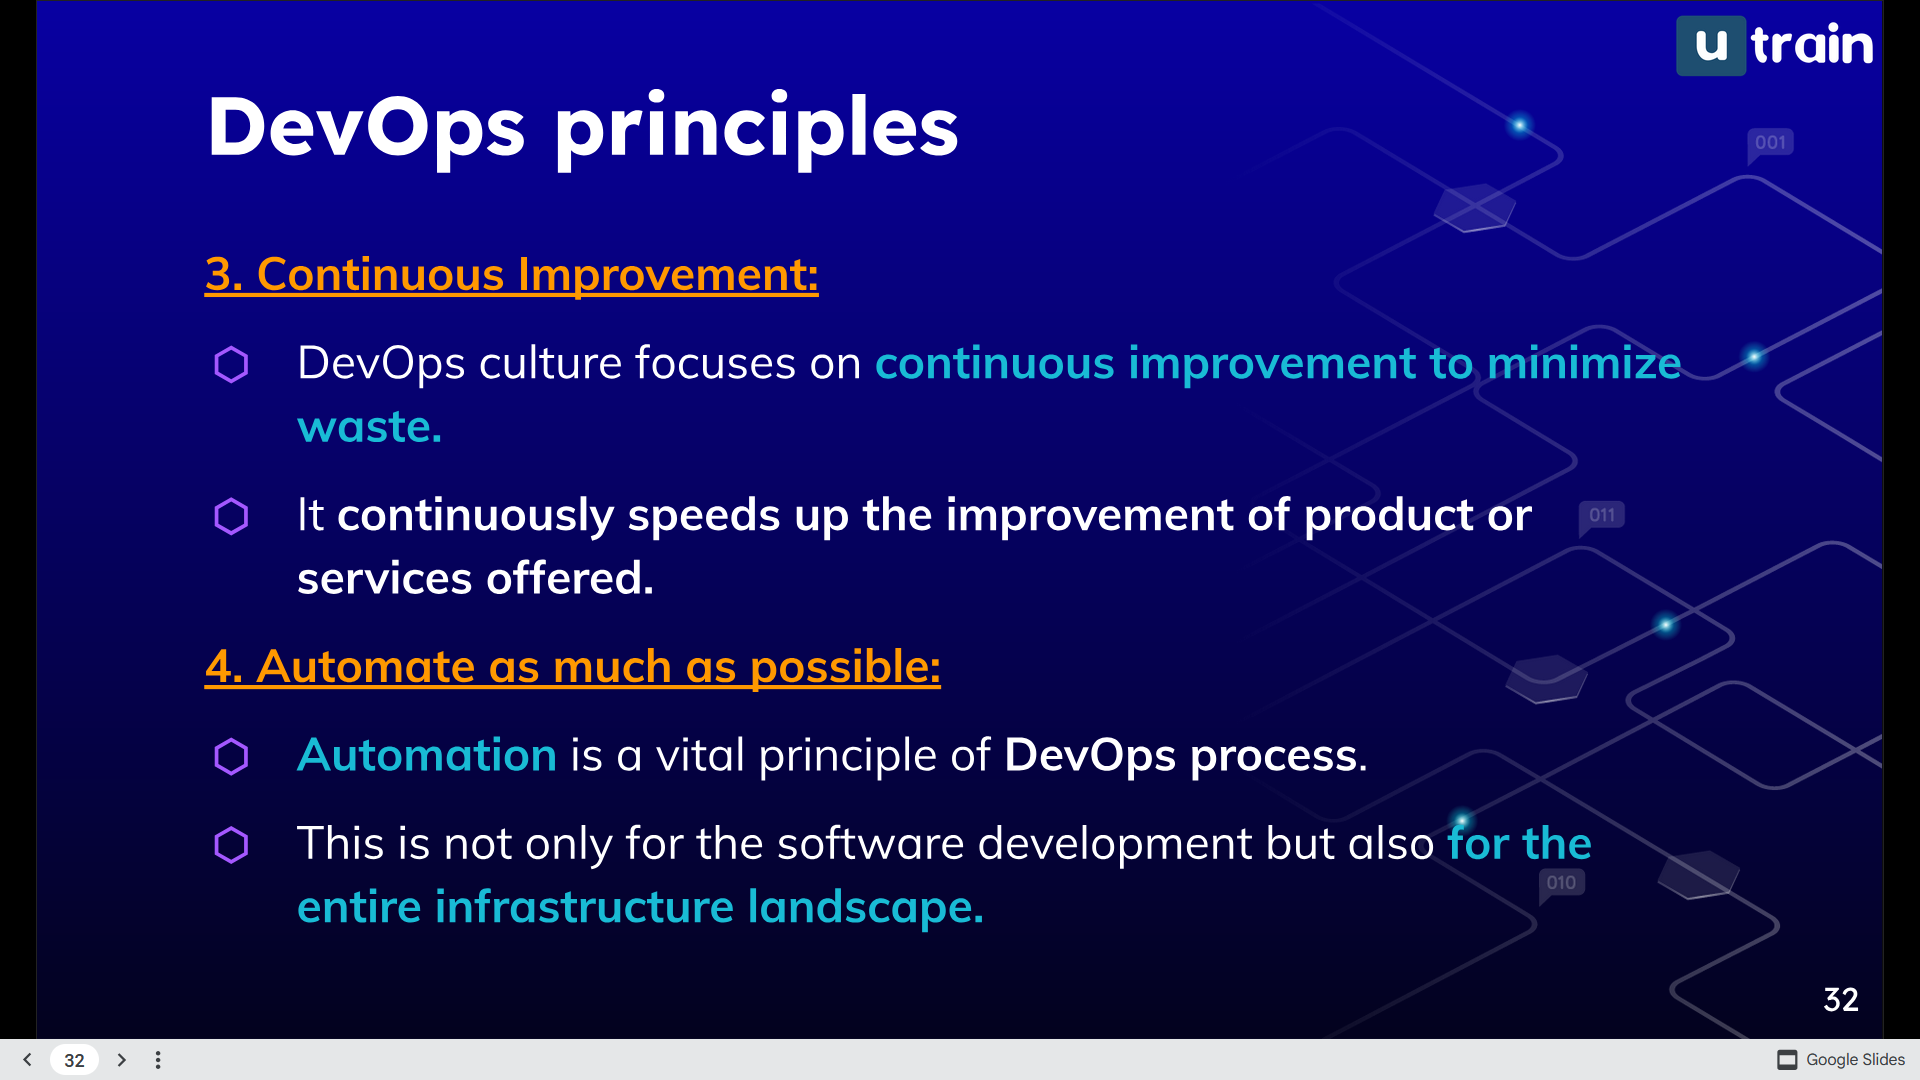 u train
DevOps principles
001
3. Continuous Improvement:
DevOps culture focuses on continuous improvement to minimize
waste.
It continuously speeds up the improvement of product or
services offered.
011
4. Automate as much as possible:
Automation is a vital principle of DevOps process.
This is not only for the software development but also for the
entire infrastructure landscape.
010
32
32
Google Slides